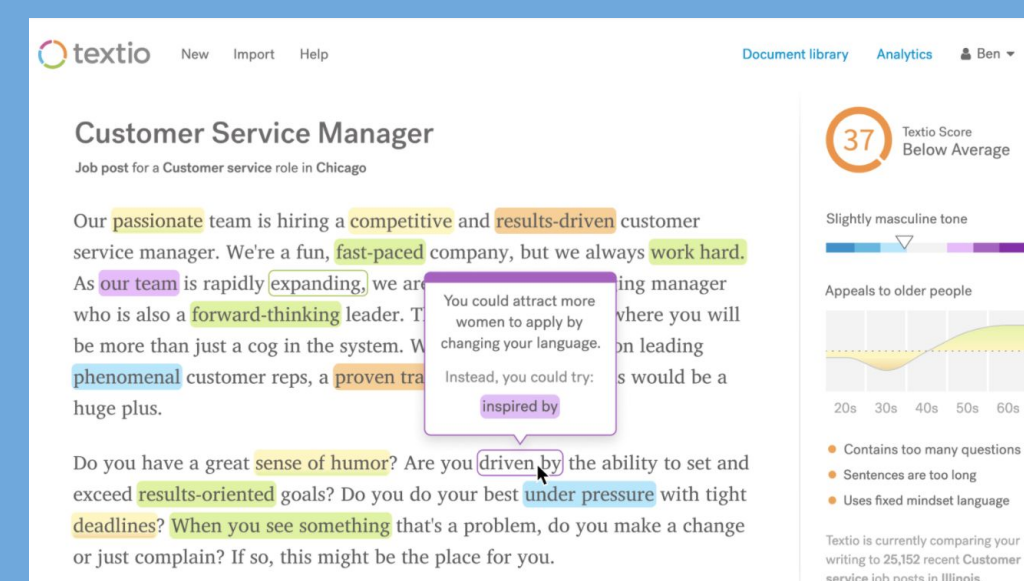 textio New Import Help Document library Analytics Ben
Customer Service Manager
Job post for a Customer service role in Chicago
Our passionate team is hiring a competitive and results-driven customer
service manager. We're a fun, fast-paced company, but we always work hard.
As our team is rapidly expanding, we are ing manager
who is also a forward-thinking leader. T where you will
be more than just a cog in the system. W on leading
phenomenal customer reps, a proven tra s would be a
huge plus.
You could attract more
women to apply by
changing your language.
Instead, you could try:
inspired by
Do you have a great sense of humor? Are you driven by the ability to set and
exceed results-oriented goals? Do you do your best under pressure with tight
deadlines? When you see something that's a problem, do you make a change
or just complain? If so, this might be the place for you.
37
Textio Score
Below Average
Slightly masculine tone
Appeals to older people
20s 30s 40s 50s 60s
Contains too many questions
Sentences are too long
Uses fixed mindset language
Textio is currently comparing your
writing to 25,152 recent Customer
service job posts in Illinois